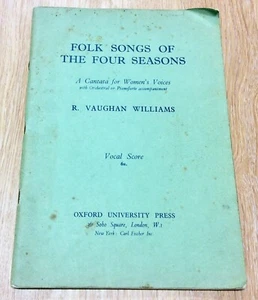 FOLK SONGS OF
THE FOUR SEASONS
A Cantata for Women's Voices
with Orchestral or Pianoforte accompaniment
R. VAUGHAN WILLIAMS
Vocal Score
OXFORD UNIVERSITY PRESS
Soho Square, London, W.1
New York: Carl Fischer Inc